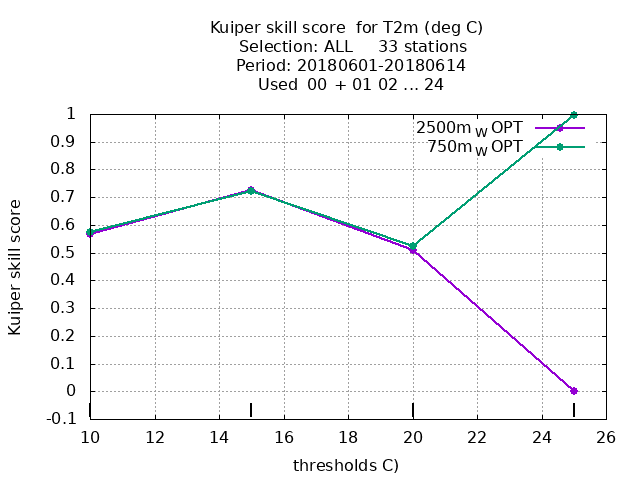 Kuiper skill score  for T2m (deg C)
Selection: ALL     33 stations
Period: 20180601-20180614
Used  00  + 01 02 ... 24
1
0.9
0.8
0.7
0.6
0.5
0.4
0.3
0.2
0.1
0
-0.1
Kuiper skill score
2500m W OPT
750m W OPT
10 12 14 16 18 20 22 24 26
thresholds C)